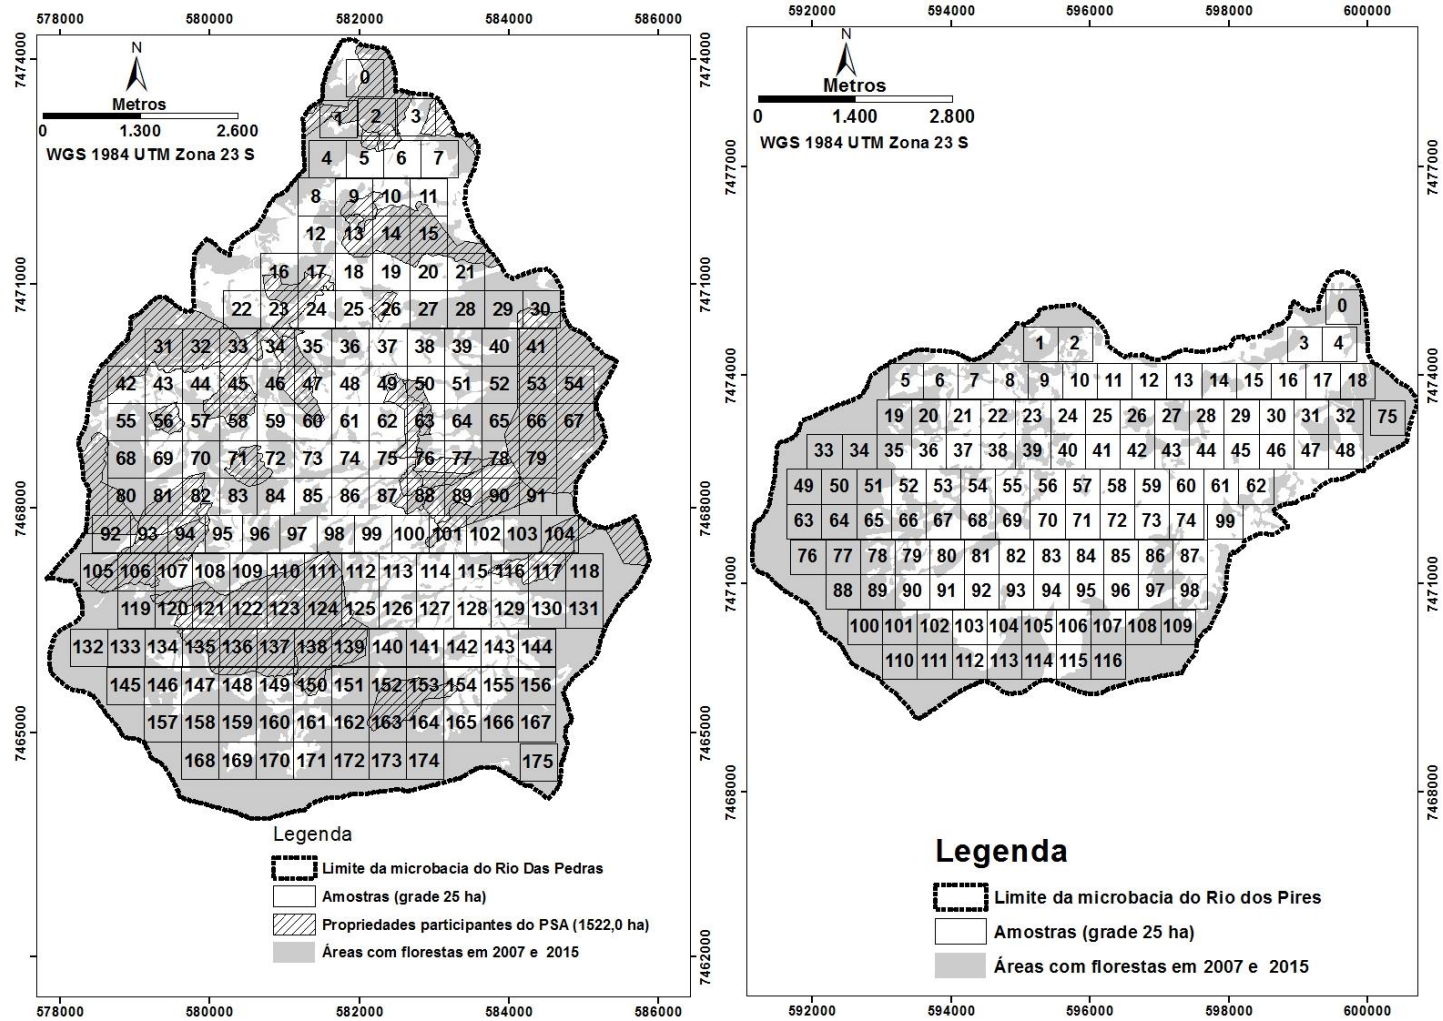 578000 580000 582000 584000 586000
7474000 7471000 7468000 7465000 7462000
N
Metros
0 1.300 2.600
WGS 1984 UTM Zona 23 S
0
1 2 3
4 5 6 7
8 9 10 11
12 13 14 15
16 17 18 19 20 21
22 23 24 25 26 27 28 29 30
31 32 33 34 35 36 37 38 39 40 41
42 43 44 45 46 47 48 49 50 51 52 53 54
55 56 57 58 59 60 61 62 63 64 65 66 67
68 69 70 71 72 73 74 75 76 77 78 79
80 81 82 83 84 85 86 87 88 89 90 91
92 93 94 95 96 97 98 99 100 101 102 103 104
105 106 107 108 109 110 111 112 113 114 115 116 117 118
119 120 121 122 123 124 125 126 127 128 129 130 131
132 133 134 135 136 137 138 139 140 141 142 143 144
145 146 147 148 149 150 151 152 153 154 155 156
157 158 159 160 161 162 163 164 165 166 167
168 169 170 171 172 173 174 175
Legenda
Limite da microbacia do Rio Das Pedras
Amostras (grade 25 ha)
Propriedades participantes do PSA (1522,0 ha)
Áreas com florestas em 2007 e 2015
7474000 7471000 7468000 7465000 7462000
578000 580000 582000 584000 586000
592000 594000 596000 598000 600000
7477000 7474000 7471000 7468000
N
Metros
0 1.400 2.800
WGS 1984 UTM Zona 23 S
0
1 2 3 4
5 6 7 8 9 10 11 12 13 14 15 16 17 18
19 20 21 22 23 24 25 26 27 28 29 30 31 32 75
33 34 35 36 37 38 39 40 41 42 43 44 45 46 47 48
49 50 51 52 53 54 55 56 57 58 59 60 61 62
63 64 65 66 67 68 69 70 71 72 73 74 99
76 77 78 79 80 81 82 83 84 85 86 87
88 89 90 91 92 93 94 95 96 97 98
100 101 102 103 104 105 106 107 108 109
110 111 112 113 114 115 116
Legenda
Limite da microbacia do Rio dos Pires
Amostras (grade 25 ha)
Áreas com florestas em 2007 e 2015
7477000 7474000 7471000 7468000
592000 594000 596000 598000 600000